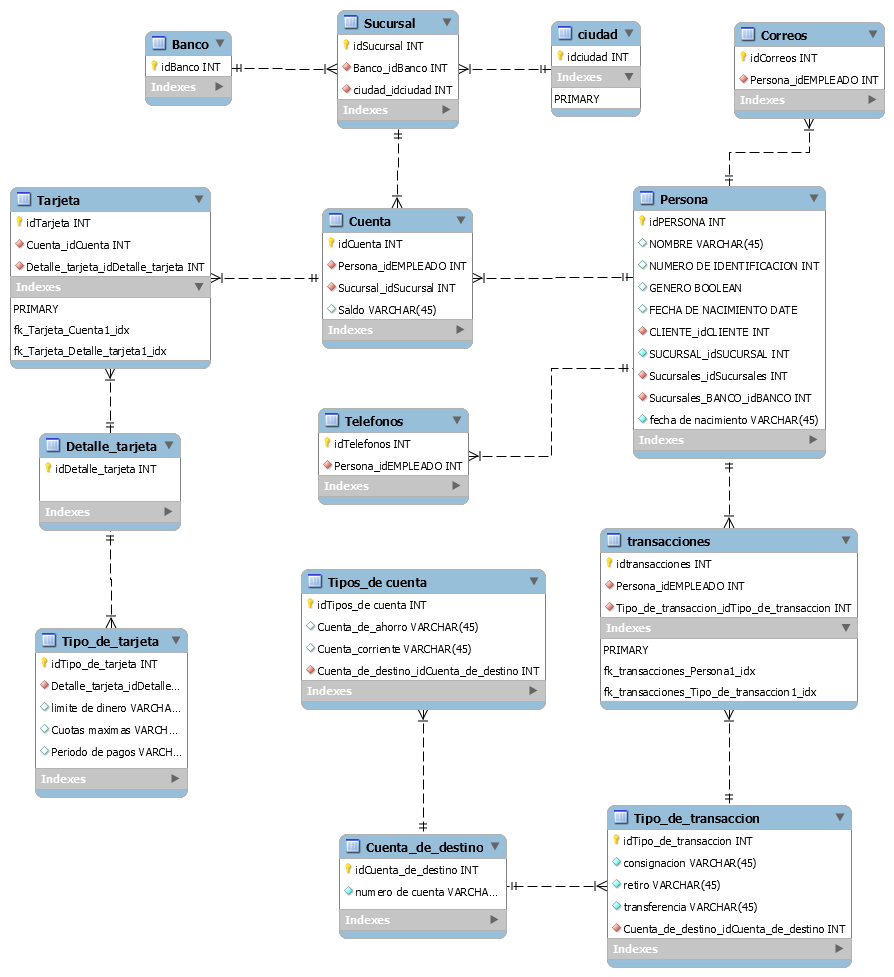 Banco
idBanco INT
Indexes
Sucursal
idSucursal INT
Banco_idBanco INT
ciudad_idciudad INT
Indexes
ciudad
idciudad INT
Indexes
PRIMARY
Correos
idCorreos INT
Persona_idEMPLEADO INT
Indexes
Tarjeta
idTarjeta INT
Cuenta_idCuenta INT
Detalle_tarjeta_idDetalle_tarjeta INT
Indexes
PRIMARY
fk_Tarjeta_Cuenta1_idx
fk_Tarjeta_Detalle_tarjeta1_idx
Cuenta
idCuenta INT
Persona_idEMPLEADO INT
Sucursal_idSucursal INT
Saldo VARCHAR(45)
Indexes
Persona
idPERSONA INT
NOMBRE VARCHAR(45)
NUMERO DE IDENTIFICACION INT
GENERO BOOLEAN
FECHA DE NACIMIENTO DATE
CLIENTE_idCLIENTE INT
SUCURSAL_idSUCURSAL INT
Sucursales_idSucursales INT
Sucursales_BANCO_idBANCO INT
fecha de nacimiento VARCHAR(45)
Indexes
Telefonos
idTelefonos INT
Persona_idEMPLEADO INT
Indexes
Detalle_tarjeta
idDetalle_tarjeta INT
Indexes
transacciones
idtransacciones INT
Persona_idEMPLEADO INT
Tipo_de_transaccion_idTipo_de_transaccion INT
Indexes
PRIMARY
fk_transacciones_Persona1_idx
fk_transacciones_Tipo_de_transaccion1_idx
Tipos_de cuenta
idTipos_de cuenta INT
Cuenta_de_ahorro VARCHAR(45)
Cuenta_corriente VARCHAR(45)
Cuenta_de_destino_idCuenta_de_destino INT
Indexes
Tipo_de_tarjeta
idTipo_de_tarjeta INT
Detalle_tarjeta_idDetalle...
limite de dinero VARCHA...
Cuotas maximas VARCH...
Periodo de pagos VARCH...
Indexes
Cuenta_de_destino
idCuenta_de_destino INT
numero de cuenta VARCHA...
Indexes
Tipo_de_transaccion
idTipo_de_transaccion INT
consignacion VARCHAR(45)
retiro VARCHAR(45)
transferencia VARCHAR(45)
Cuenta_de_destino_idCuenta_de_destino INT
Indexes